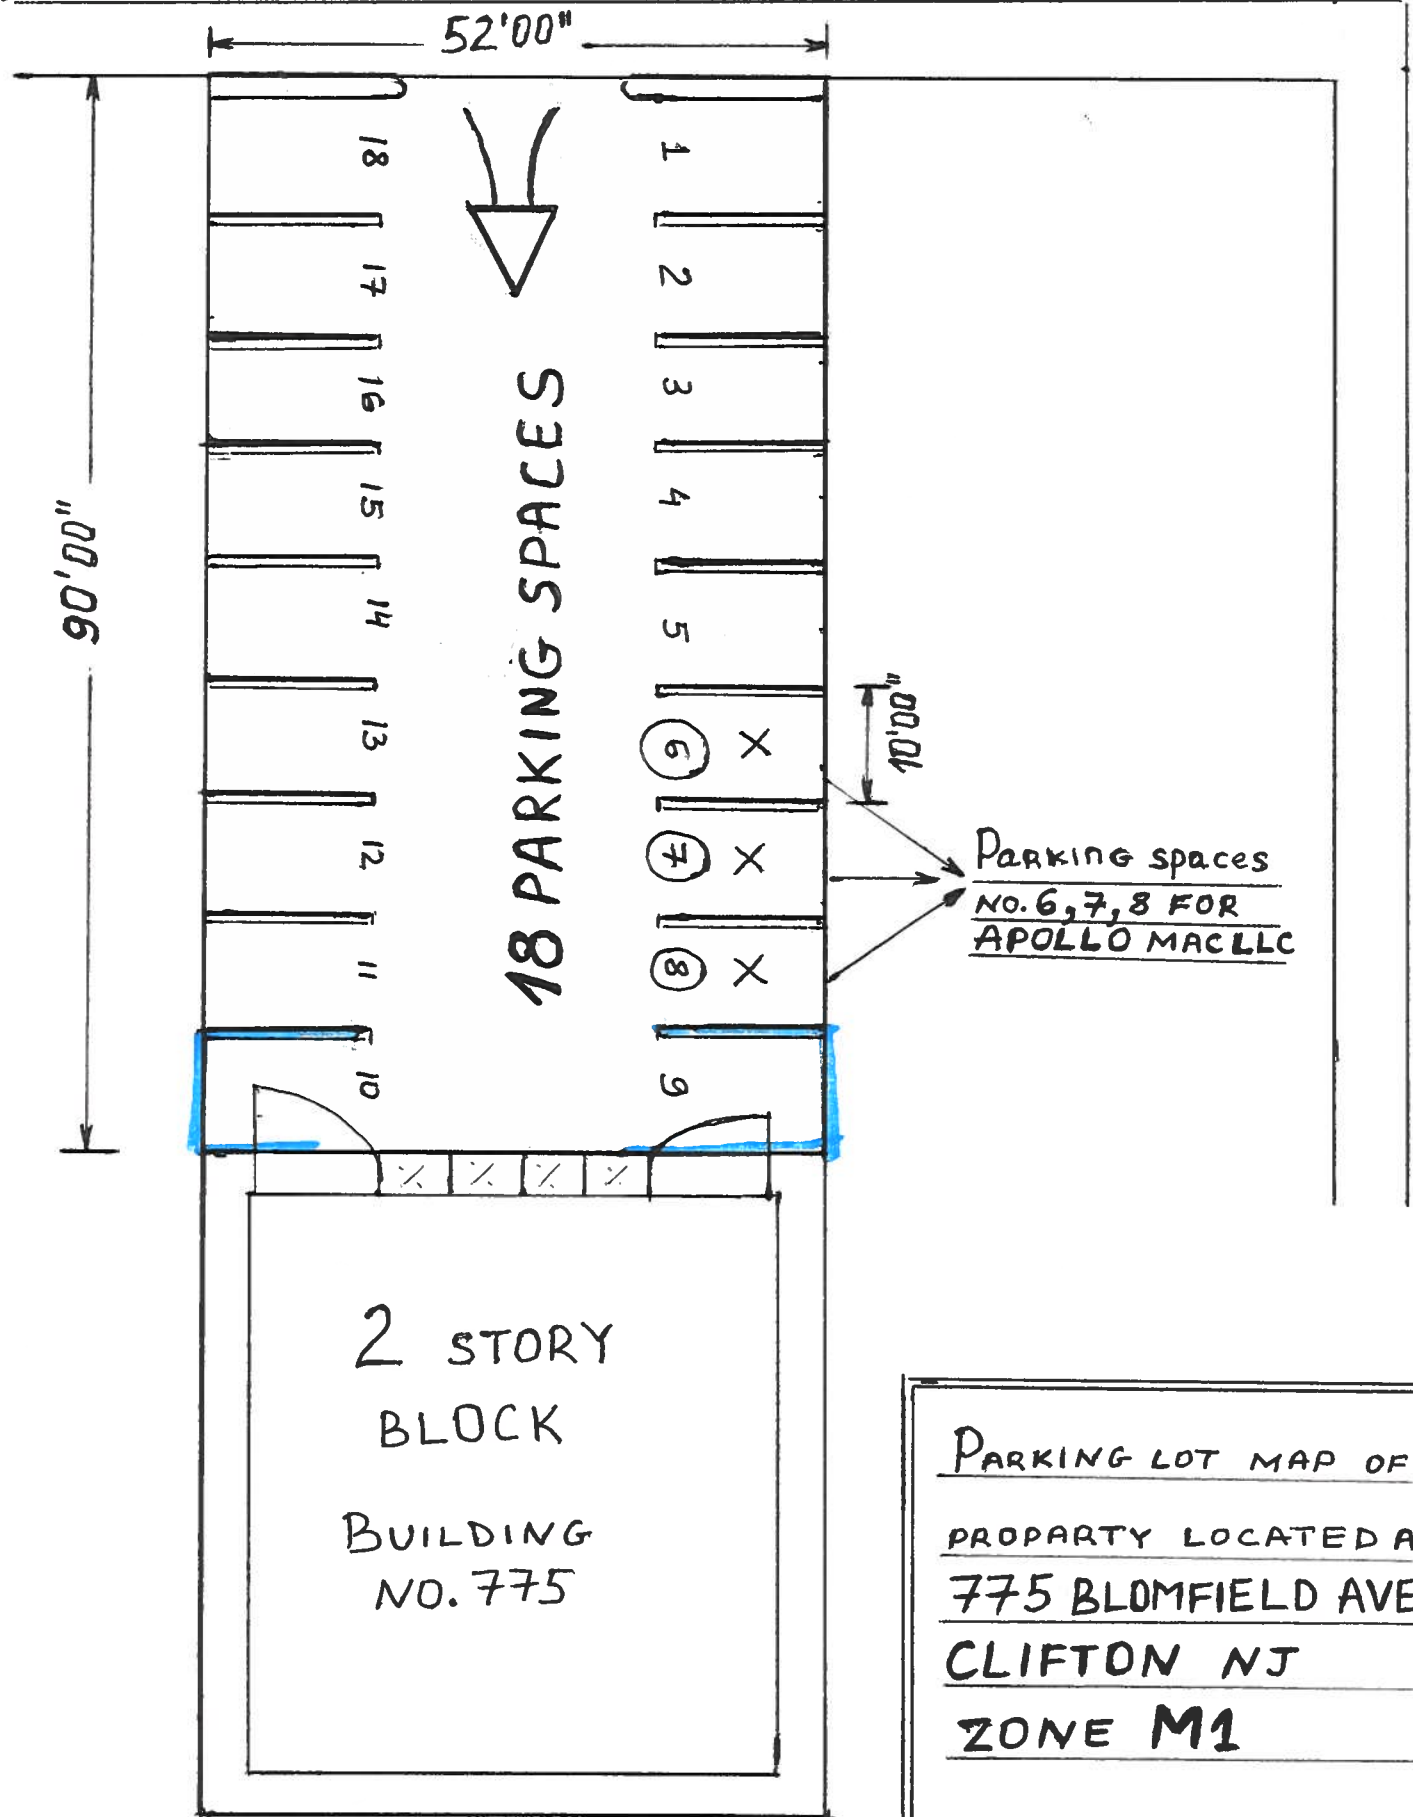 52'00"
90'00"
18
17
16
15
14
13
12
11
10
1
2
3
4
5
6 X
7 X
8 X
9
18 PARKING SPACES
10'00"
PARKING spaces
NO. 6, 7, 8 FOR
APOLLO MAC LLC
2 STORY
BLOCK
BUILDING
NO. 775
PARKING LOT MAP OF
PROPARTY LOCATED A
775 BLOMFIELD AVE
CLIFTON NJ
ZONE M1